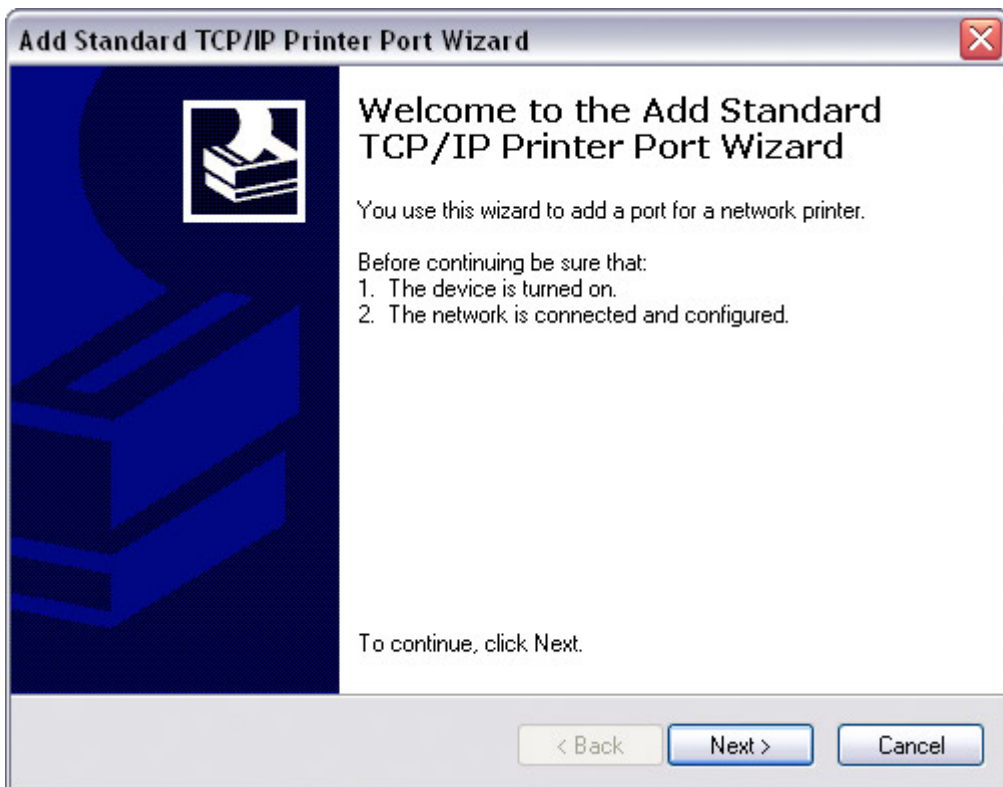 Add Standard TCP/IP Printer Port Wizard
Welcome to the Add Standard
TCP/IP Printer Port Wizard
You use this wizard to add a port for a network printer.
Before continuing be sure that:
1. The device is turned on.
2. The network is connected and configured.
To continue, click Next.
< Back
Next >
Cancel